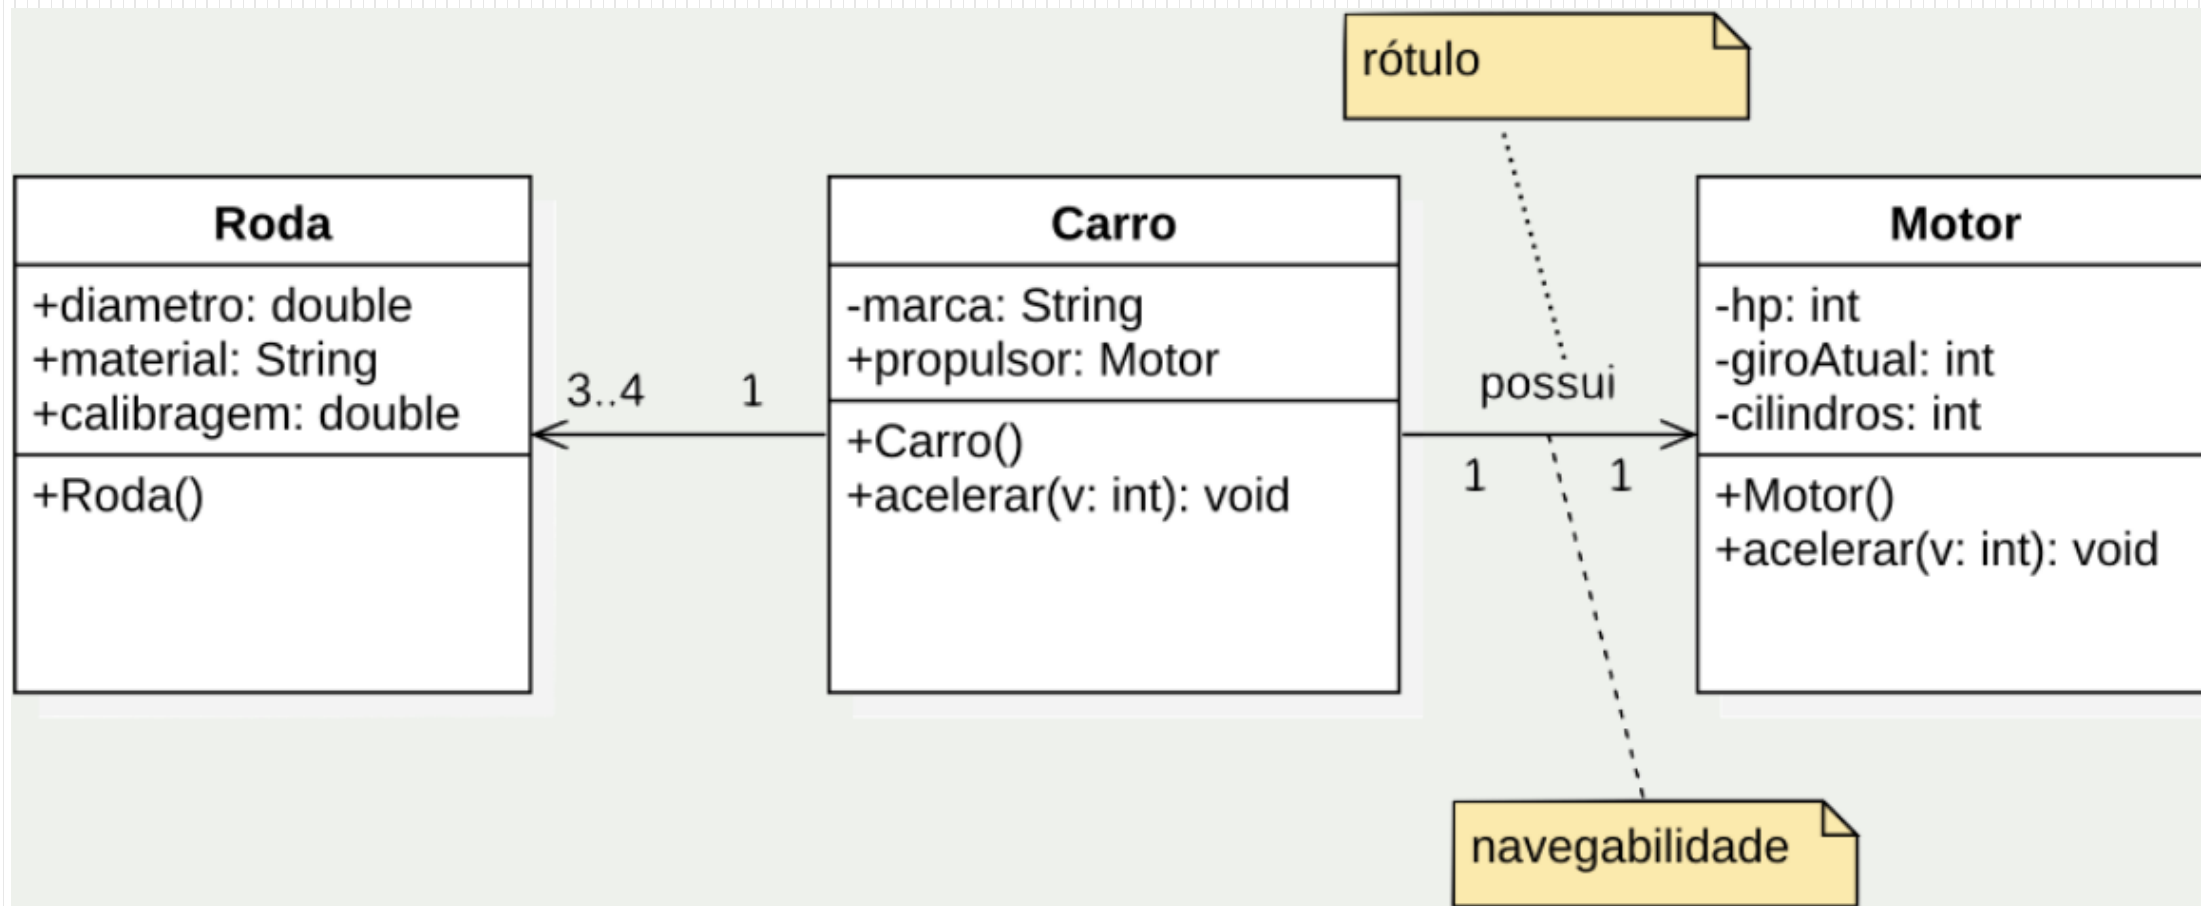 rótulo
Roda
+diametro: double
+material: String
+calibragem: double
+Roda()
3..4
1
Carro
-marca: String
+propulsor: Motor
+Carro()
+acelerar(v: int): void
possui
1
1
Motor
-hp: int
-giroAtual: int
-cilindros: int
+Motor()
+acelerar(v: int): void
navegabilidade